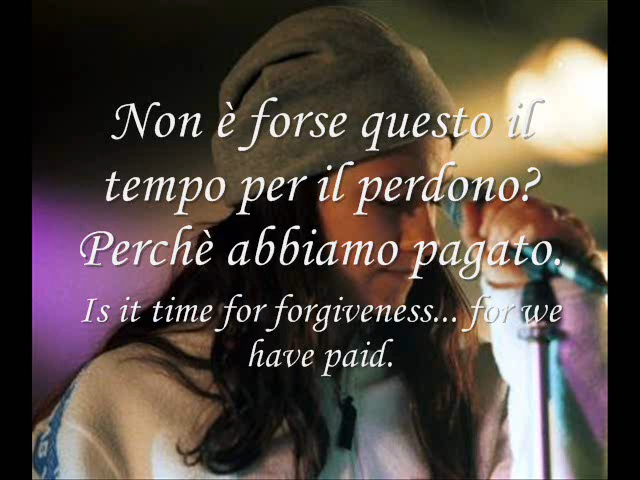 Non è forse questo il
tempo per il perdono?
Perchè abbiamo pagato.
Is it time for forgiveness... for we
have paid.